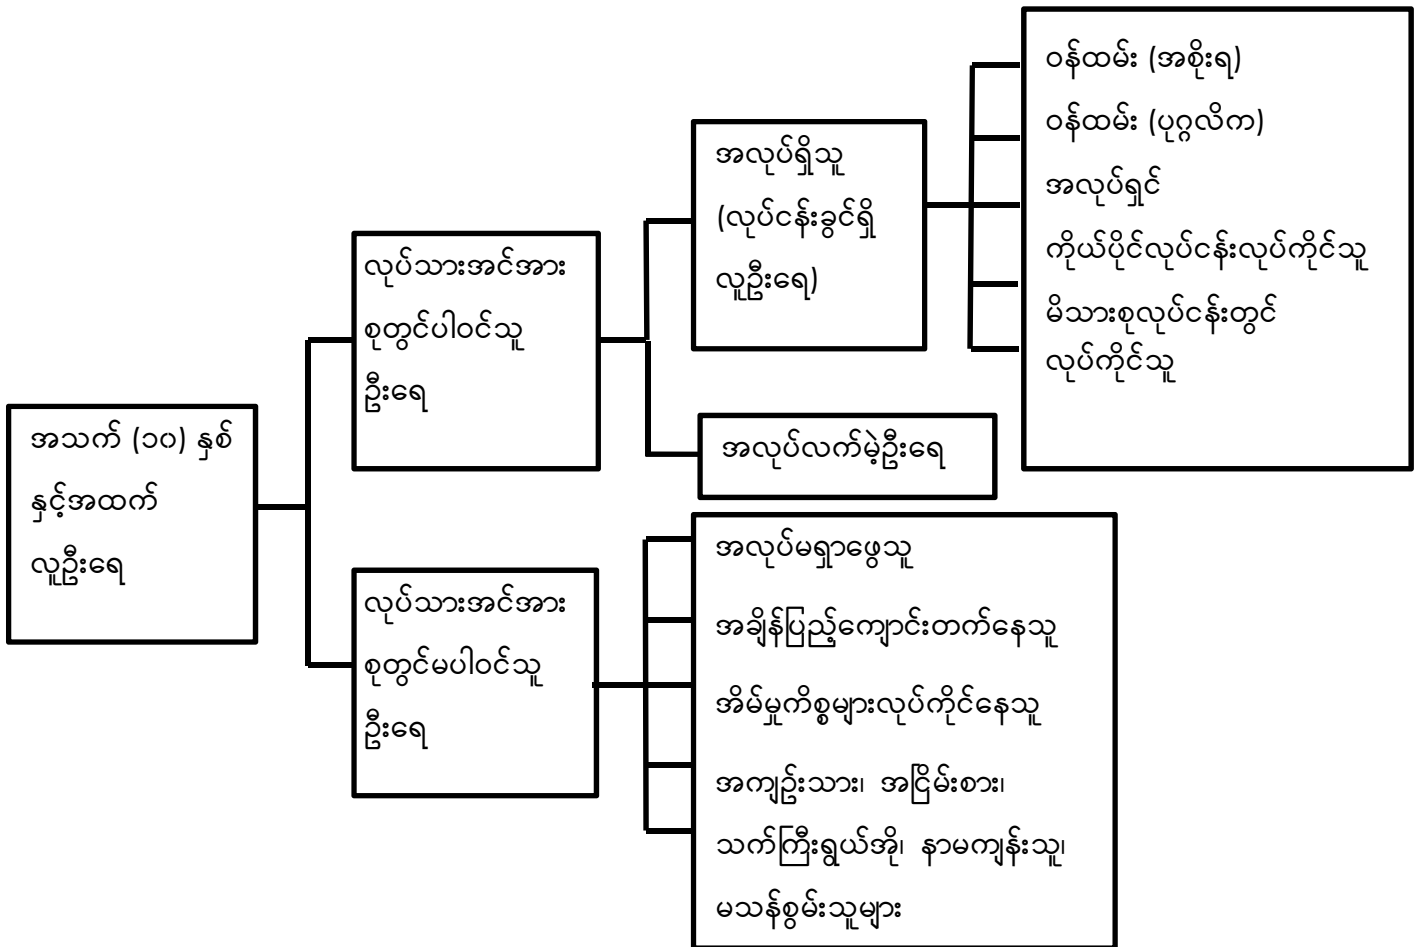 အသက် (၁၀) နှစ်
နှင့်အထက်
လူဦးရေ
လုပ်သားအင်အား
စုတွင်ပါဝင်သူ
ဦးရေ
လုပ်သားအင်အား
စုတွင်မပါဝင်သူ
ဦးရေ
အလုပ်ရှိသူ
(လုပ်ငန်းခွင်ရှိ
လူဦးရေ)
အလုပ်လက်မဲ့ဦးရေ
ဝန်ထမ်း (အစိုးရ)
ဝန်ထမ်း (ပုဂ္ဂလိက)
အလုပ်ရှင်
ကိုယ်ပိုင်လုပ်ငန်းလုပ်ကိုင်သူ
မိသားစုလုပ်ငန်းတွင်
လုပ်ကိုင်သူ
အလုပ်မရှာဖွေသူ
အချိန်ပြည့်ကျောင်းတက်နေသူ
အိမ်မှုကိစ္စများလုပ်ကိုင်နေသူ
အကျဉ်းသား၊ အငြိမ်းစား၊
သက်ကြီးရွယ်အို၊ နာမကျန်းသူ၊
မသန်စွမ်းသူများ